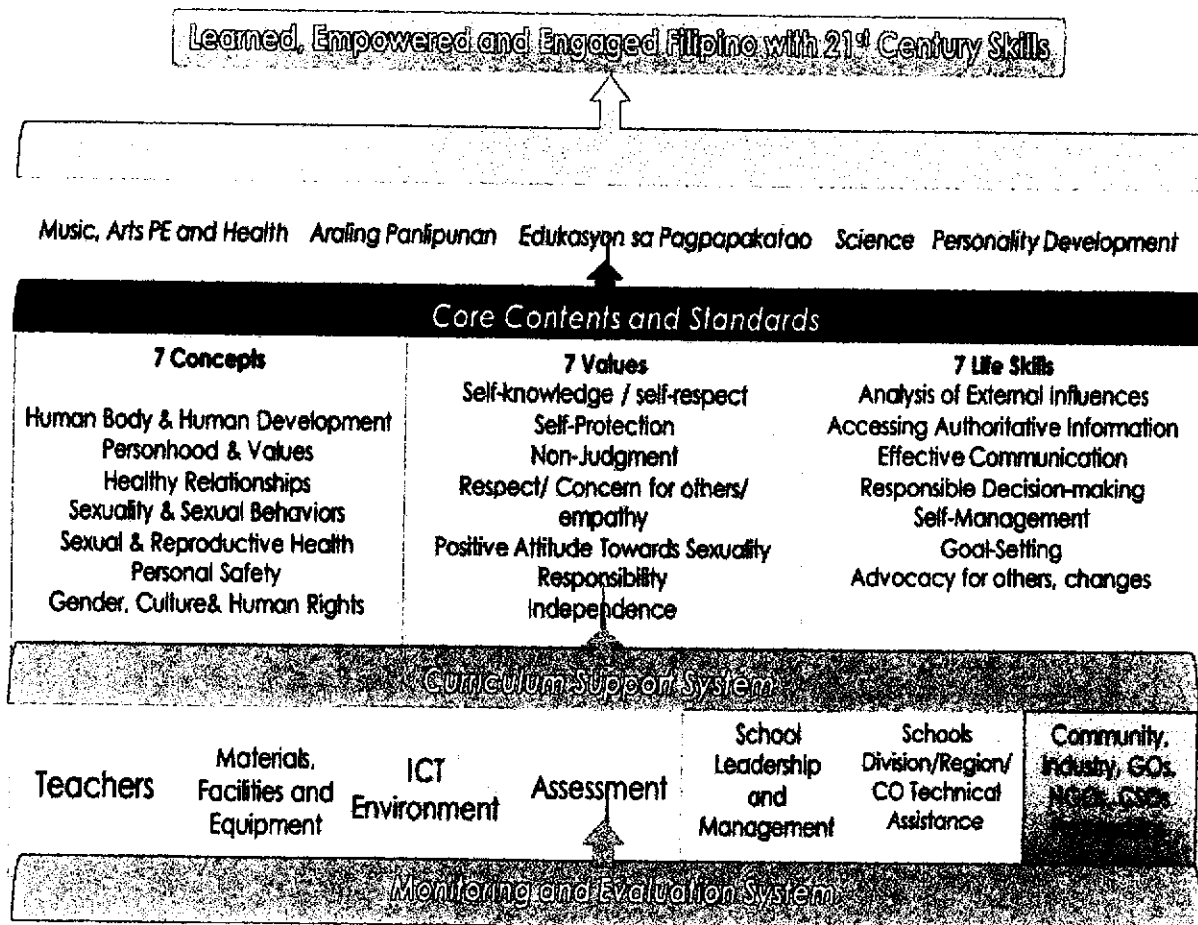 Learned, Empowered and Engaged Filipino with 21st Century Skills
Music, Arts PE and Health Araling Panlipunan Edukasyon sa Pagpapakatao Science Personality Development
Core Contents and Standards
7 Concepts
Human Body & Human Development
Personhood & Values
Healthy Relationships
Sexuality & Sexual Behaviors
Sexual & Reproductive Health
Personal Safety
Gender, Culture& Human Rights
7 Values
Self-knowledge / self-respect
Self-Protection
Non-Judgment
Respect/ Concern for others/
empathy
Positive Attitude Towards Sexuality
Responsibility
Independence
7 Life Skills
Analysis of External Influences
Accessing Authoritative Information
Effective Communication
Responsible Decision-making
Self-Management
Goal-Setting
Advocacy for others, changes
Curriculum Support System
Teachers
Materials,
Facilities and
Equipment
ICT
Environment
Assessment
School
Leadership
and
Management
Schools
Division/Region/
CO Technical
Assistance
Community,
Industry, GOs,
NGOs, CSOs
Monitoring and Evaluation System